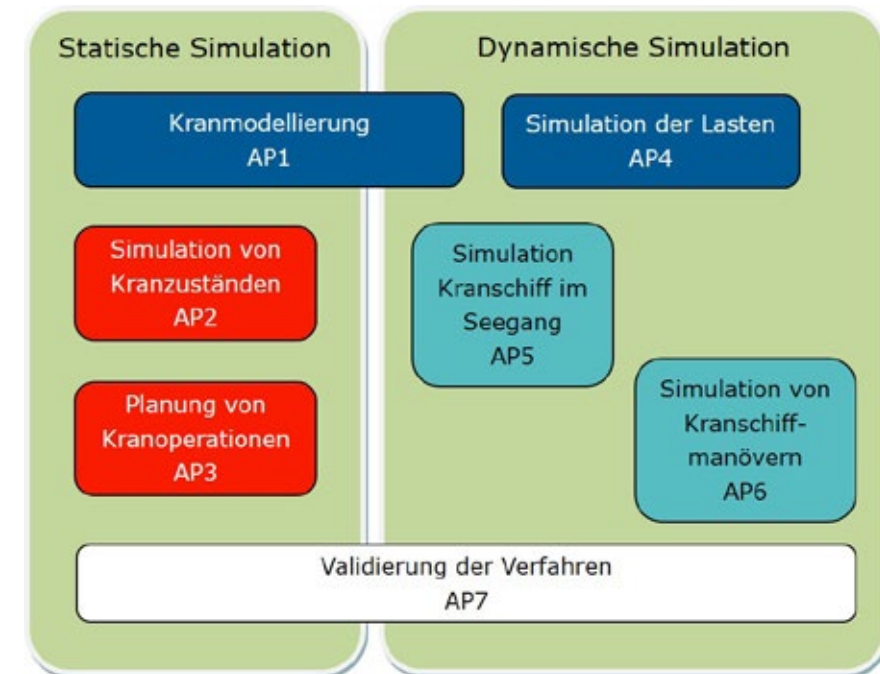 Statische Simulation
Dynamische Simulation
Kranmodellierung
AP1
Simulation der Lasten
AP4
Simulation von
Kranzuständen
AP2
Simulation
Kranschiff im
Seegang
AP5
Planung von
Kranoperationen
AP3
Simulation von
Kranschiff-
manövern
AP6
Validierung der Verfahren
AP7